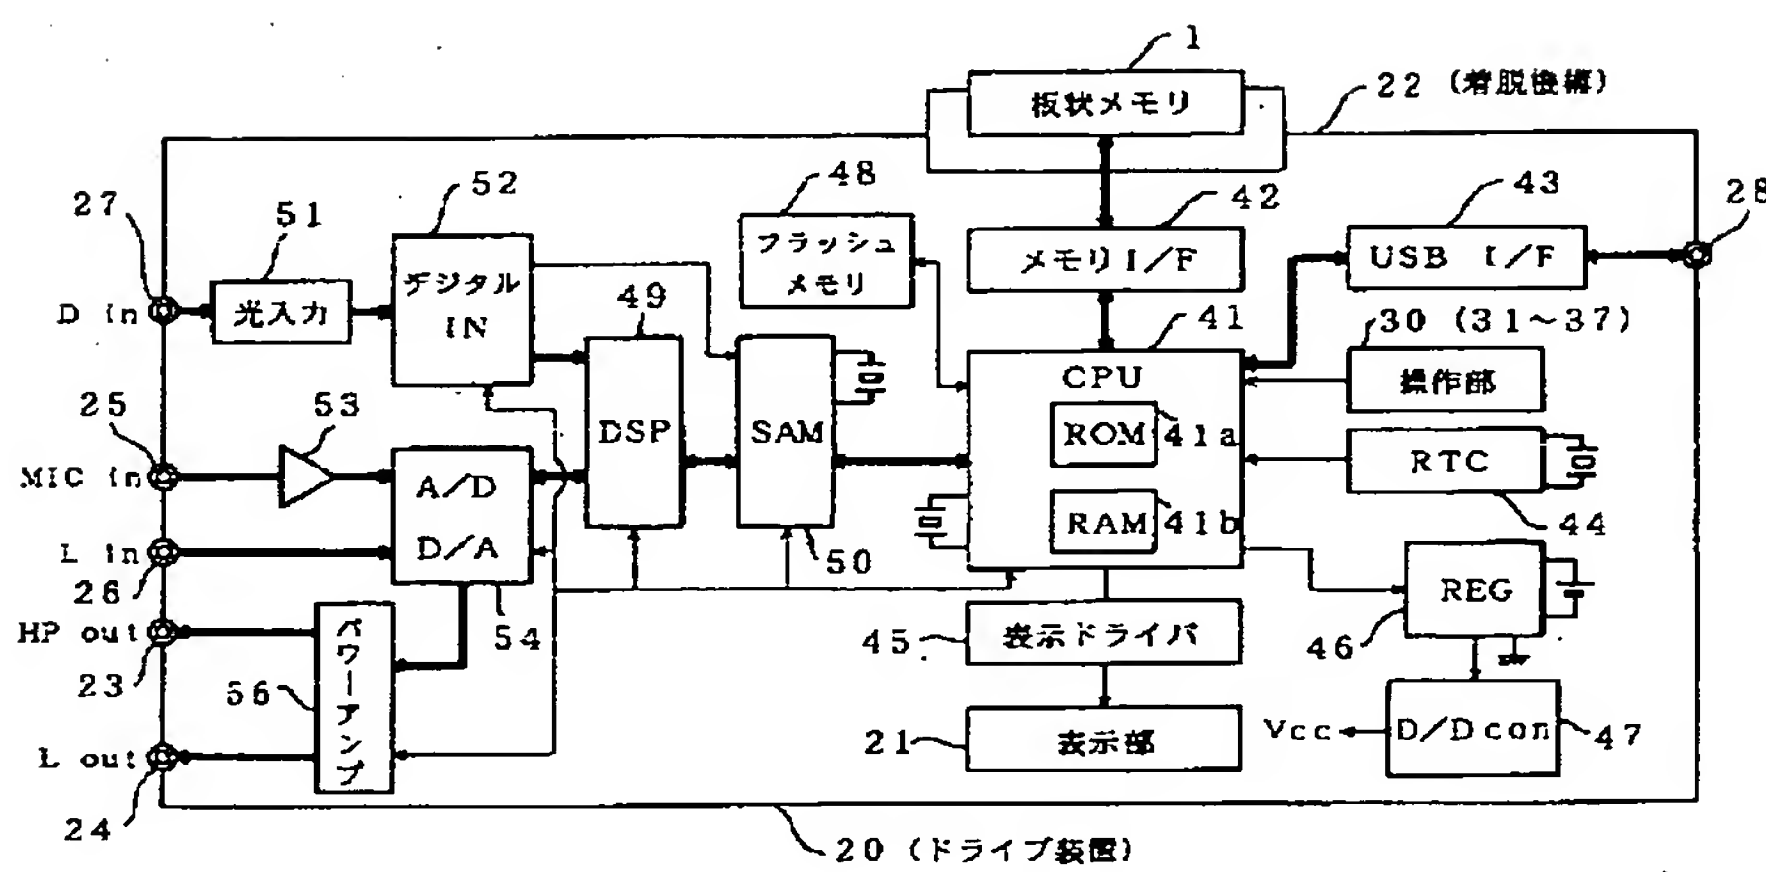 1
板状メモリ
22 (着脱機構)
27
51
52
48
42
43
28
D in
光入力
デジタル
IN
フラッシュ
メモリ
メモリ I/F
USB I/F
49
41
30 (31～37)
25
53
DSP
SAM
CPU
ROM
41a
RAM
41b
操作部
RTC
44
MIC in
A/D
D/A
L in
26
50
54
HP out
23
56
パワーアンプ
45
表示ドライバ
REG
46
L out
24
21
表示部
Vcc
D/D con
47
20 (ドライブ装置)